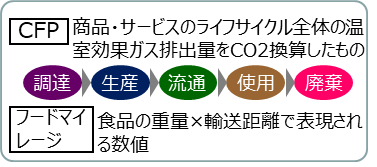 CFP
商品・サービスのライフサイクル全体の温
室効果ガス排出量をCO2換算したもの
調達 生産 流通 使用 廃棄
フードマイ
レージ
食品の重量×輸送距離で表現され
る数値